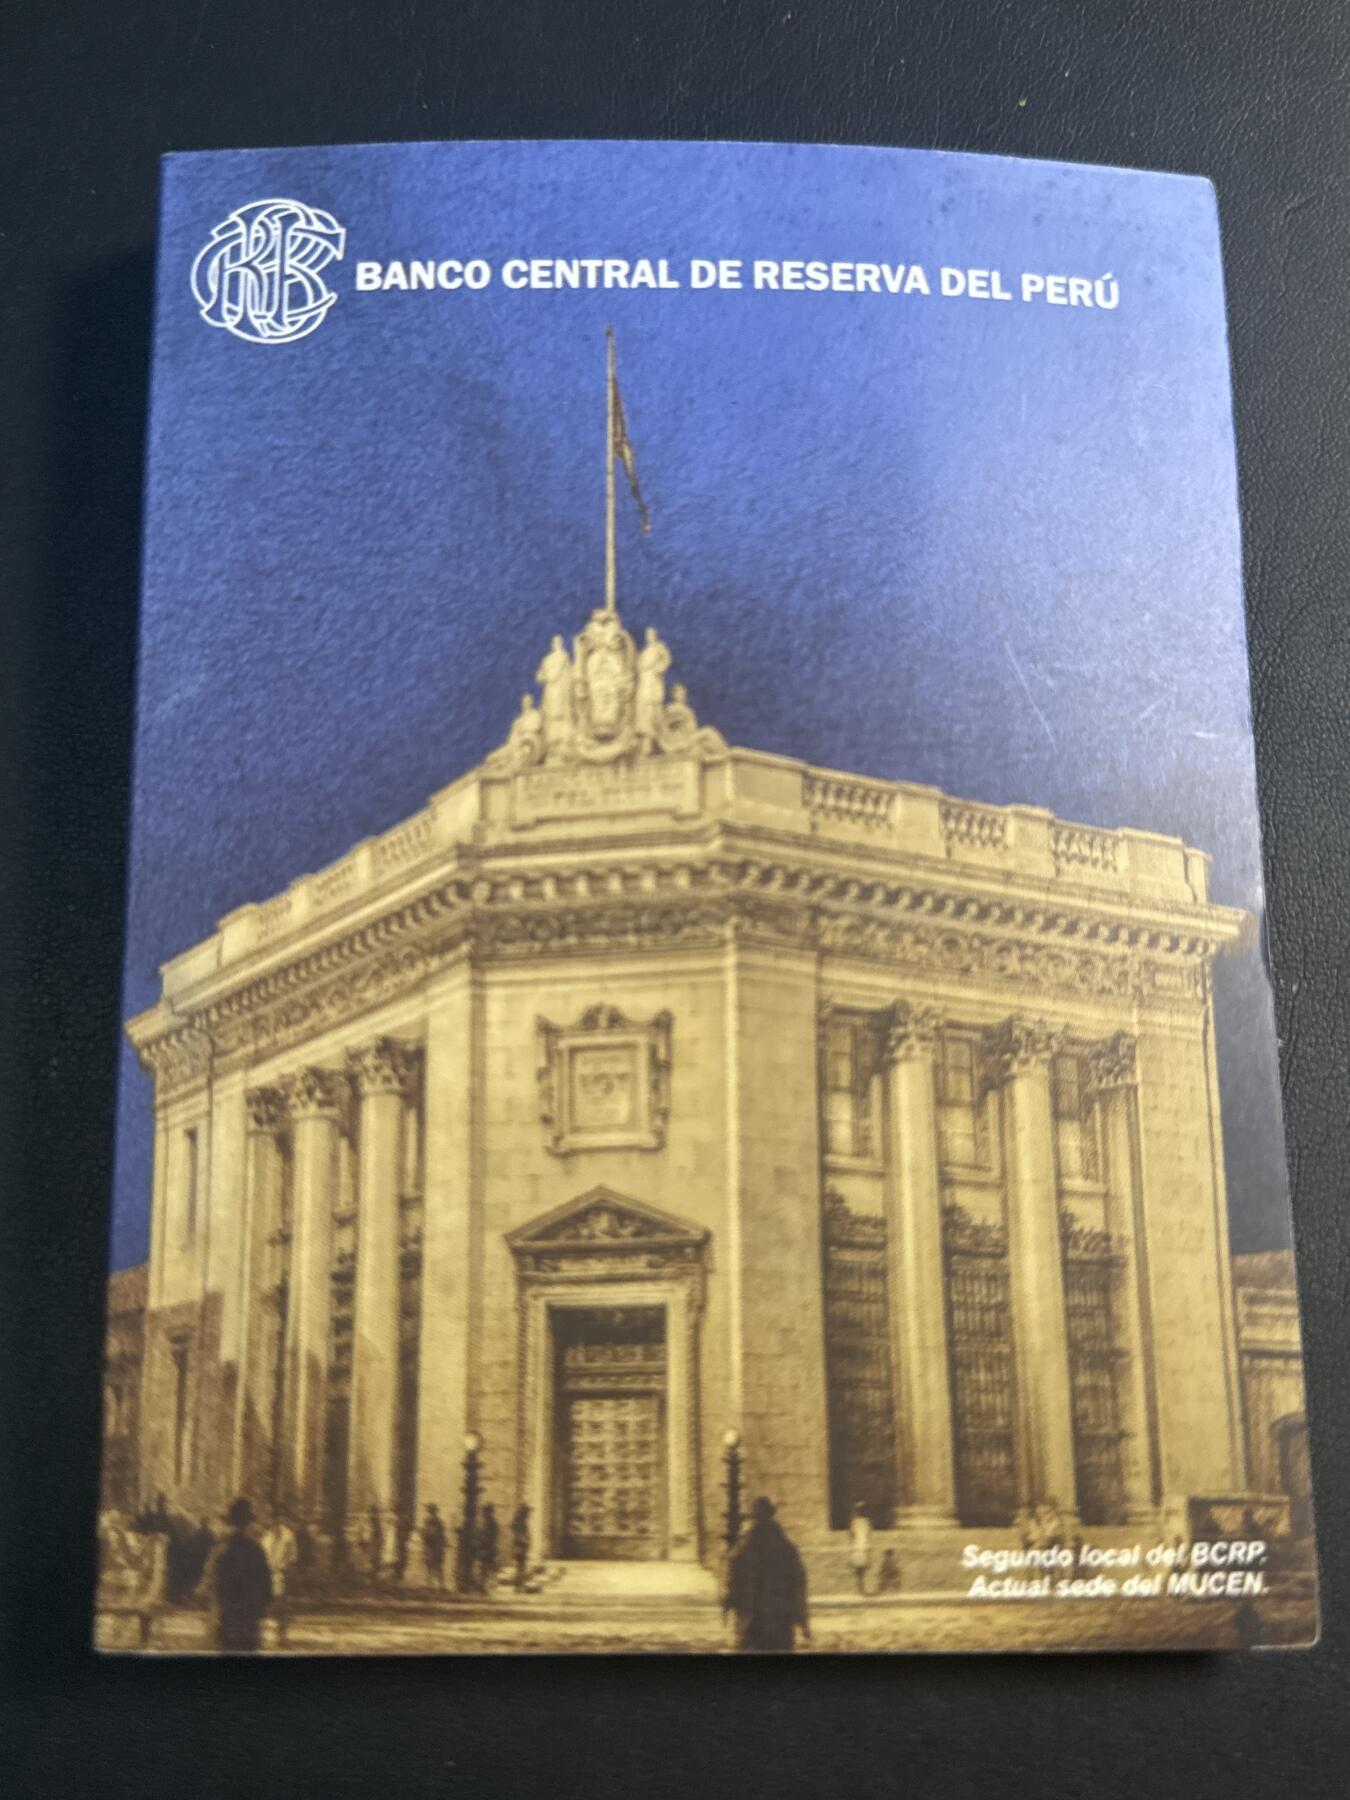 BANCO CENTRAL DE RESERVA DEL PERÚ
Segundo local del BCRP.
Actual sede del MUCEN.